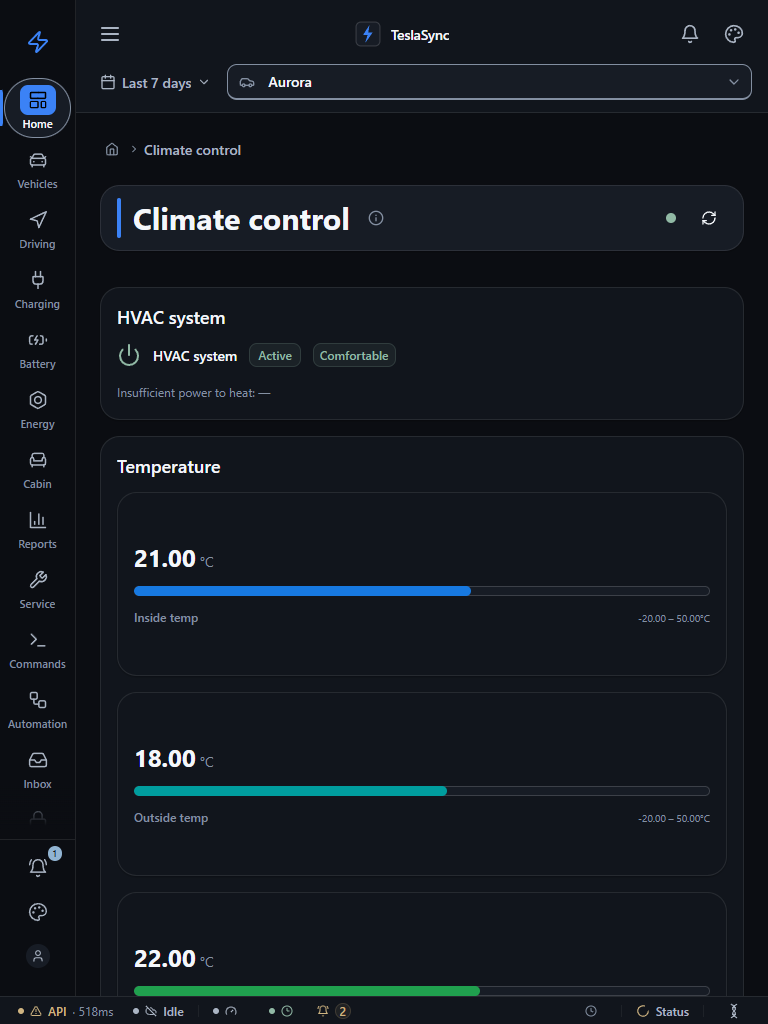 TeslaSync
Last 7 days
Aurora
Home
Vehicles
Driving
Charging
Battery
Energy
Cabin
Reports
Service
Commands
Automation
Inbox
1
Climate control
Climate control
HVAC system
HVAC system Active Comfortable
Insufficient power to heat: —
Temperature
21.00 °C
Inside temp -20.00 – 50.00°C
18.00 °C
Outside temp -20.00 – 50.00°C
22.00 °C
API · 518ms Idle 2 Status